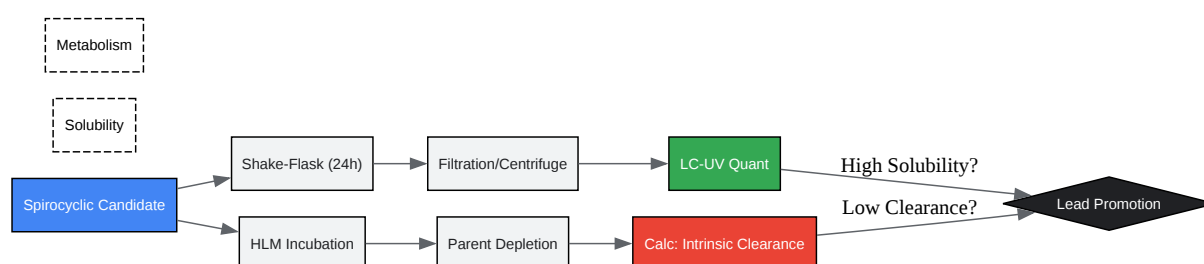 Metabolism
Solubility
Spirocyclic Candidate
Shake-Flask (24h)
Filtration/Centrifuge
LC-UV Quant
High Solubility?
HLM Incubation
Parent Depletion
Calc: Intrinsic Clearance
Low Clearance?
Lead Promotion